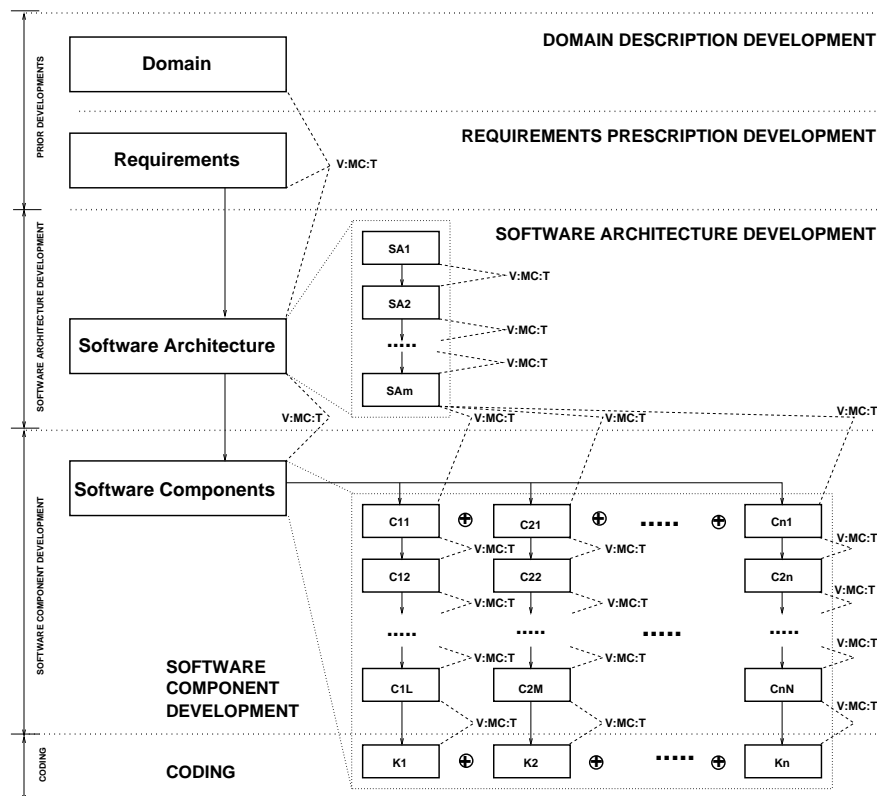 DOMAIN DESCRIPTION DEVELOPMENT
Domain
PRIOR DEVELOPMENTS
REQUIREMENTS PRESCRIPTION DEVELOPMENT
Requirements
V:MC:T
SOFTWARE ARCHITECTURE DEVELOPMENT
SOFTWARE ARCHITECTURE DEVELOPMENT
SA1
V:MC:T
SA2
Software Architecture
.....
V:MC:T
V:MC:T
SAm
V:MC:T
V:MC:T
V:MC:T
V:MC:T
SOFTWARE COMPONENT DEVELOPMENT
Software Components
C11 + C21 + ..... + Cn1
V:MC:T
V:MC:T
V:MC:T
C12
C22
C2n
V:MC:T
V:MC:T
V:MC:T
.....
.....
.....
.....
V:MC:T
V:MC:T
V:MC:T
SOFTWARE
COMPONENT
DEVELOPMENT
C1L
C2M
CnN
V:MC:T
V:MC:T
V:MC:T
CODING
CODING
K1 + K2 + ..... + Kn